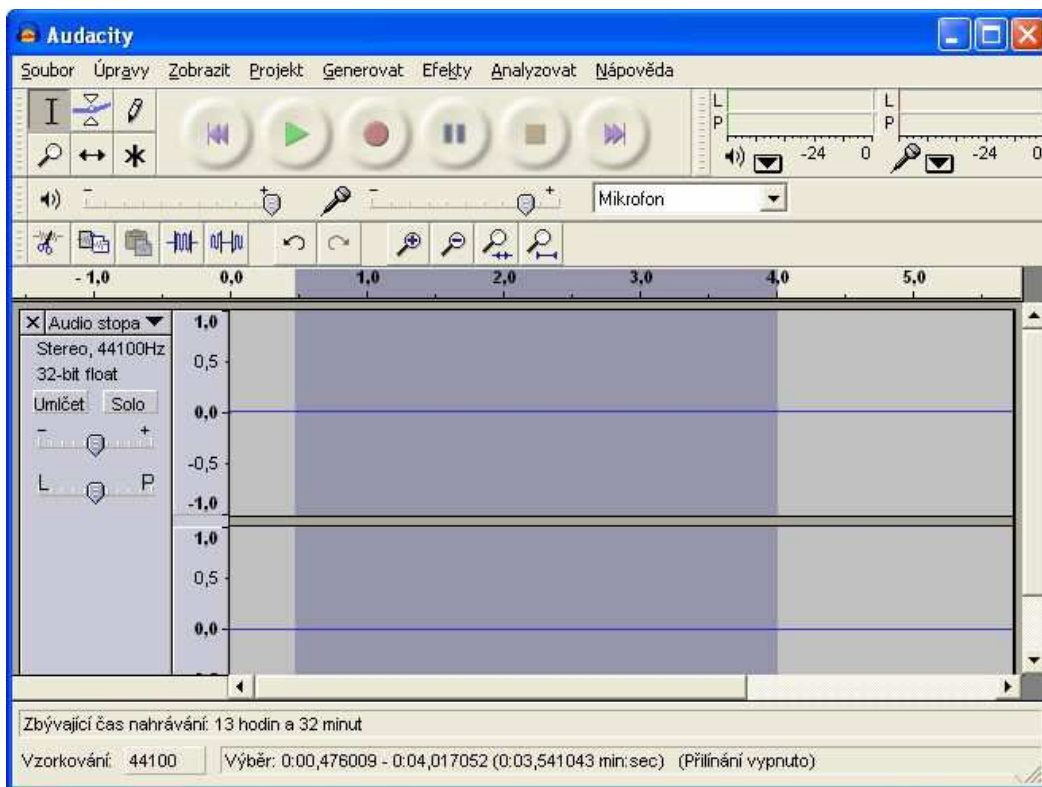 Audacity
Soubor Úpravy Zobrazit Projekt Generovat Efekty Analyzovat Nápověda
L L
P P
-24 0 -24 0
- + - + Mikrofon
- 1,0 0,0 1,0 2,0 3,0 4,0 5,0
Audio stopa 1,0
Stereo, 44100Hz
32-bit float 0,5
Umlčet Solo
0,0
- +
-0,5
L P
-1,0
1,0
0,5
0,0
Zbývající čas nahrávání: 13 hodin a 32 minut
Vzorkování: 44100 Výběr: 0:00,476009 - 0:04,017052 (0:03,541043 min:sec) (Přilínání vypnuto)